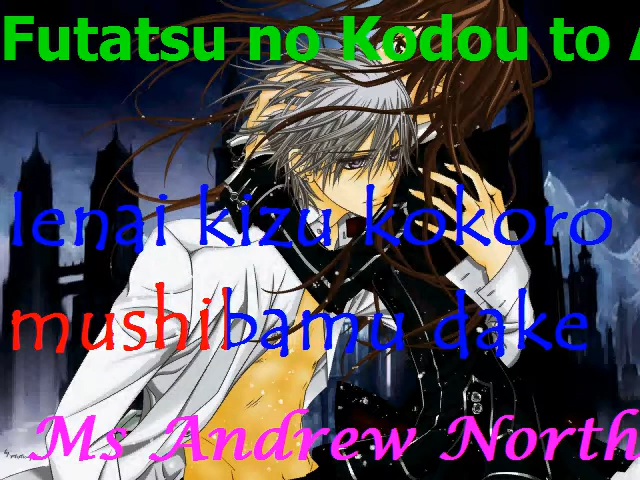 Futatsu no Kodou to A
Ienai kizu kokoro
mushibamu dake
Ms Andrew North